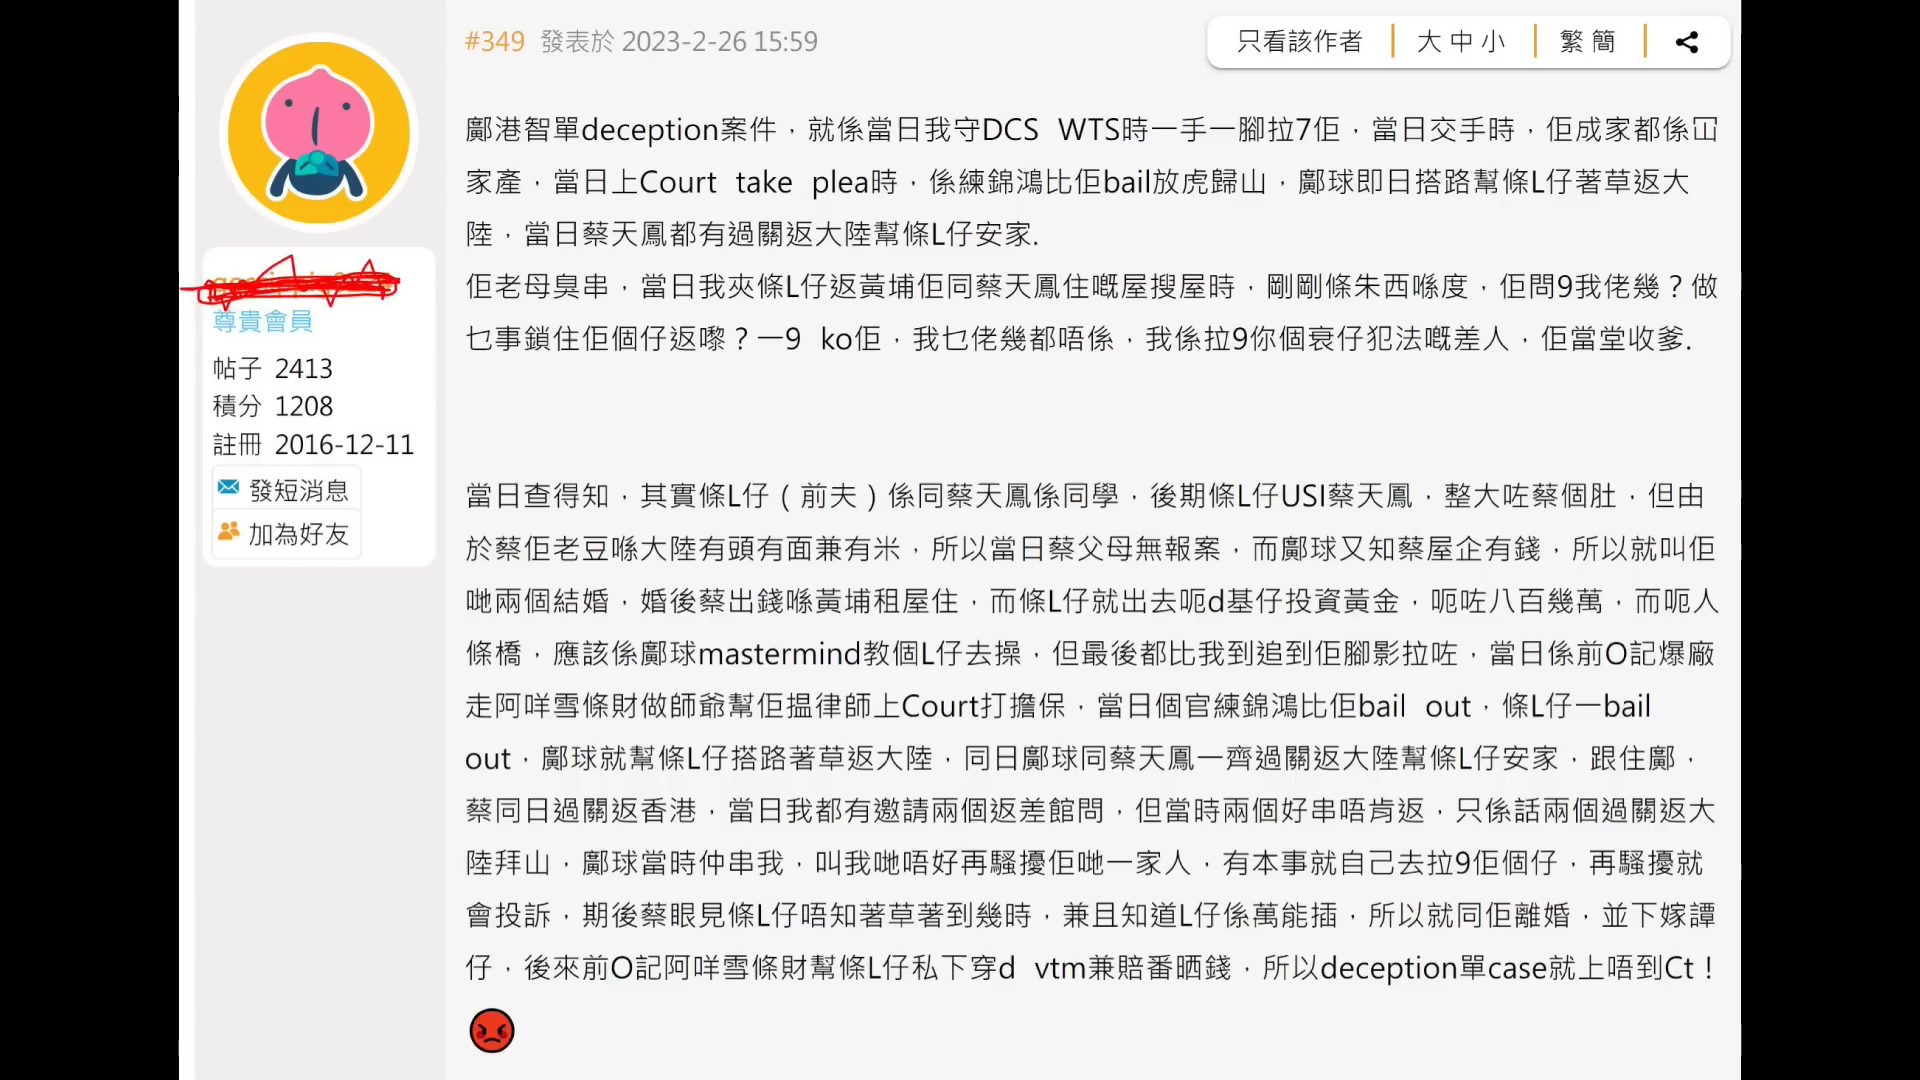 #349 發表於 2023-2-26 15:59
只看該作者 大 中 小 繁 簡
尊貴會員
帖子 2413
積分 1208
註冊 2016-12-11
發短消息
加為好友
鄺港智單deception案件，就係當日我守DCS WTS時一手一腳拉7佢，當日交手時，佢成家都係冚
家產，當日上Court take plea時，係練錦鴻比佢bail放虎歸山，鄺球即日搭路幫條L仔著草返大
陸，當日蔡天鳳都有過關返大陸幫條L仔安家.
佢老母臭串，當日我夾條L仔返黃埔佢同蔡天鳳住嘅屋搜屋時，剛剛條朱西喺度，佢問9我佬幾？做
乜事鎖住佢個仔返嚟？一9 ko佢，我乜佬幾都唔係，我係拉9你個衰仔犯法嘅差人，佢當堂收爹.
當日查得知，其實條L仔（前夫）係同蔡天鳳係同學，後期條L仔USI蔡天鳳，整大咗蔡個肚，但由
於蔡佢老豆喺大陸有頭有面兼有米，所以當日蔡父母無報案，而鄺球又知蔡屋企有錢，所以就叫佢
哋兩個結婚，婚後蔡出錢喺黃埔租屋住，而條L仔就出去呃d基仔投資黃金，呃咗八百幾萬，而呃人
條橋，應該係鄺球mastermind教個L仔去操，但最後都比我到追到佢腳影拉咗，當日係前O記爆廠
走阿咩雪條財做師爺幫佢揾律師上Court打擔保，當日個官練錦鴻比佢bail out，條L仔一bail
out，鄺球就幫條L仔搭路著草返大陸，同日鄺球同蔡天鳳一齊過關返大陸幫條L仔安家，跟住鄺，
蔡同日過關返香港，當日我都有邀請兩個返差館問，但當時兩個好串唔肯返，只係話兩個過關返大
陸拜山，鄺球當時仲串我，叫我哋唔好再騷擾佢哋一家人，有本事就自己去拉9佢個仔，再騷擾就
會投訴，期後蔡眼見條L仔唔知著草著到幾時，兼且知道L仔係萬能插，所以就同佢離婚，並下嫁譚
仔，後來前O記阿咩雪條財幫條L仔私下穿d vtm兼賠番晒錢，所以deception單case就上唔到Ct！